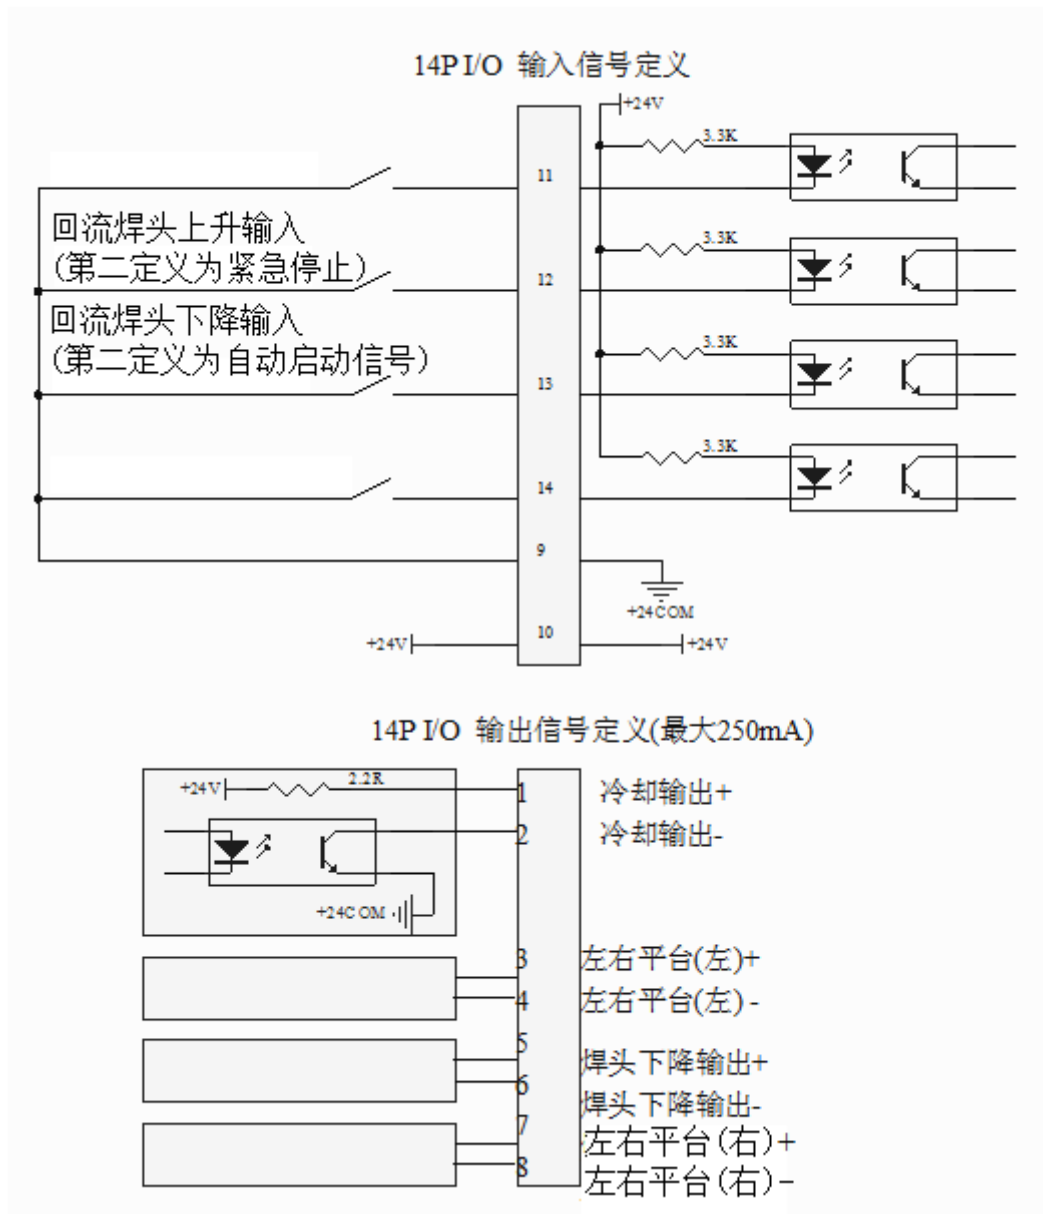 14P I/O 输入信号定义
+24V
3.3K
11
回流焊头上升输入
(第二定义为紧急停止)
3.3K
12
回流焊头下降输入
(第二定义为自动启动信号)
3.3K
13
3.3K
14
9
+24COM
10
+24V
+24V
14P I/O 输出信号定义(最大250mA)
+24V
2.2R
1
冷却输出+
2
冷却输出-
+24COM
3
左右平台(左)+
4
左右平台(左) -
5
焊头下降输出+
6
焊头下降输出-
7
左右平台(右)+
8
左右平台(右)-